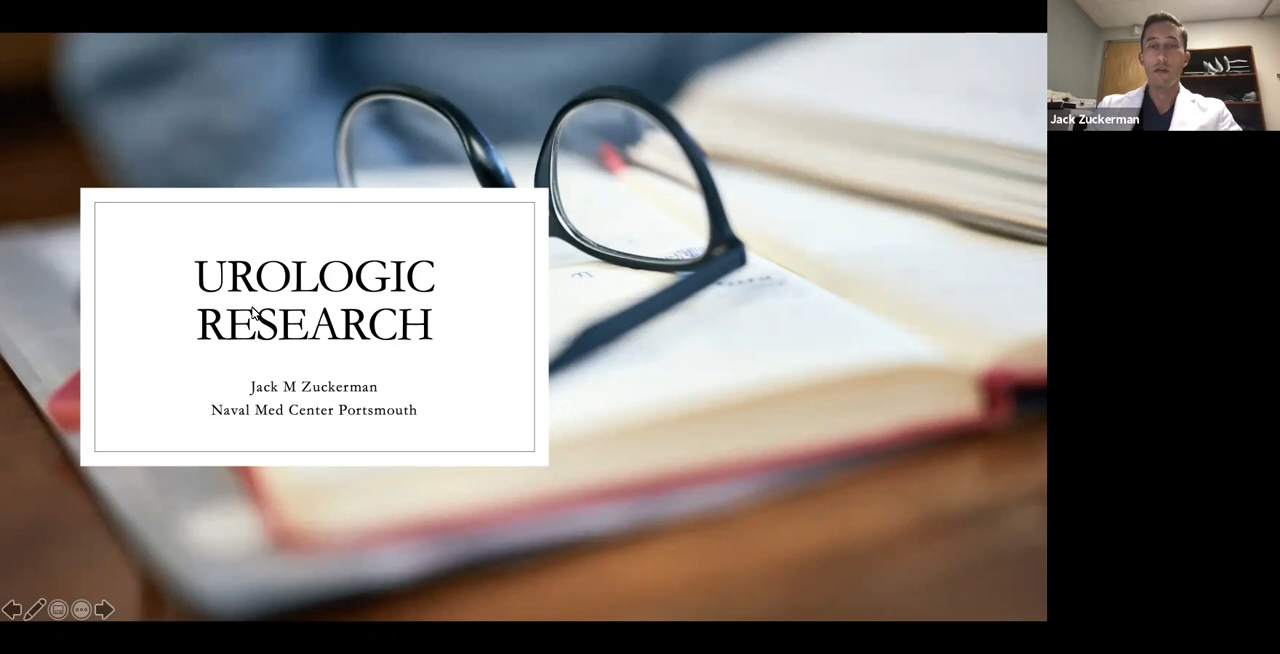 UROLOGIC
RESEARCH
Jack M Zuckerman
Naval Med Center Portsmouth
Jack Zuckerman